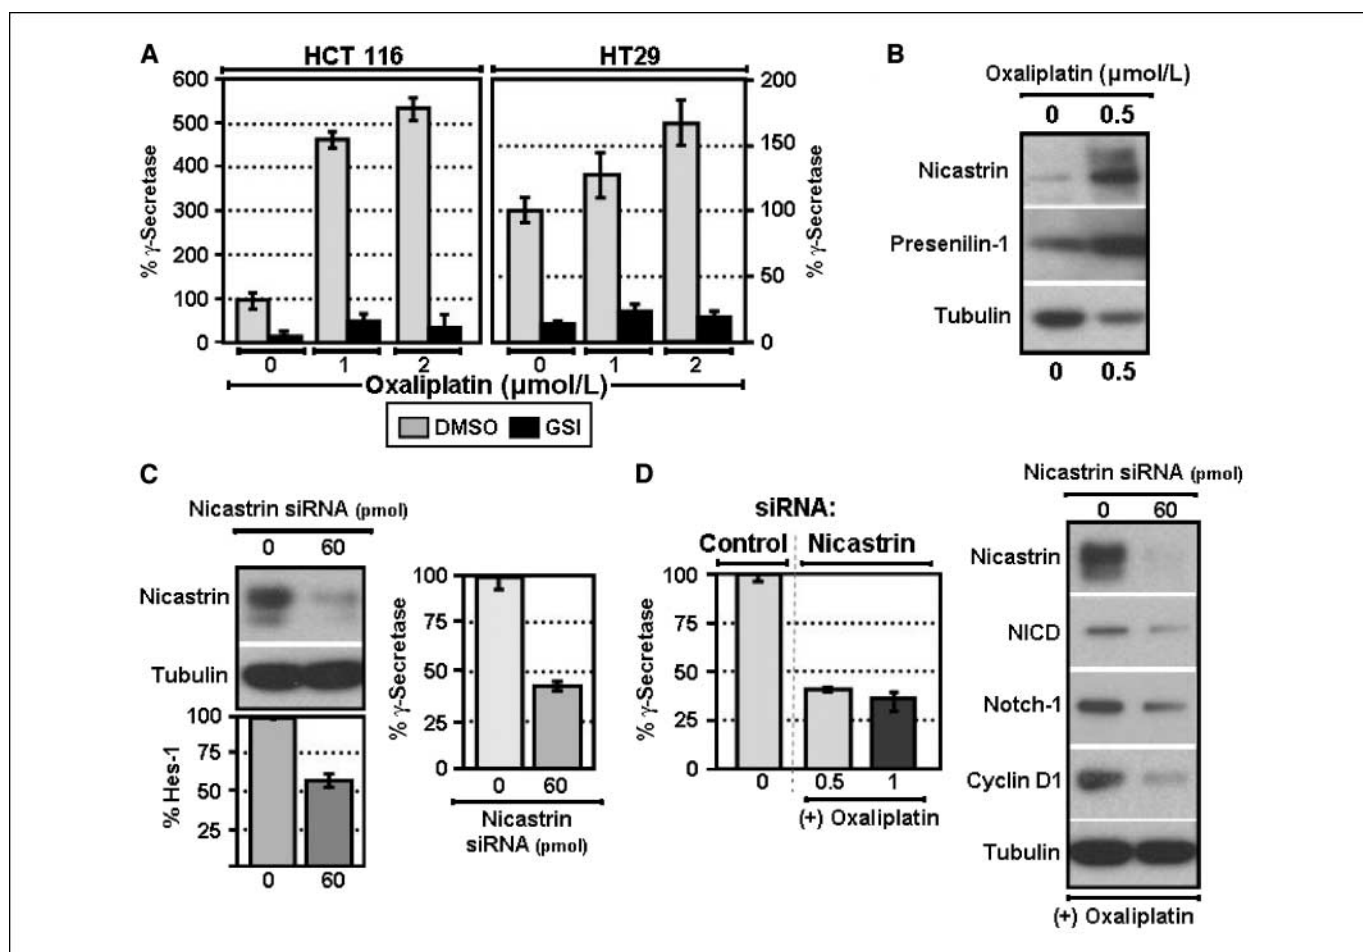 A
HCT 116
HT29
600
500
400
300
200
100
0
% γ-Secretase
200
150
100
50
0
% γ-Secretase
0 1 2 0 1 2
Oxaliplatin (µmol/L)
DMSO GSI
B
Oxaliplatin (µmol/L)
0 0.5
Nicastrin
Presenilin-1
Tubulin
0 0.5
C
Nicastrin siRNA (pmol)
0 60
Nicastrin
Tubulin
100
75
50
25
% Hes-1
0 60
100
75
50
25
0
% γ-Secretase
0 60
Nicastrin
siRNA (pmol)
D
siRNA:
Control Nicastrin
100
75
50
25
0
% γ-Secretase
0 0.5 1
(+) Oxaliplatin
Nicastrin siRNA (pmol)
0 60
Nicastrin
NICD
Notch-1
Cyclin D1
Tubulin
(+) Oxaliplatin